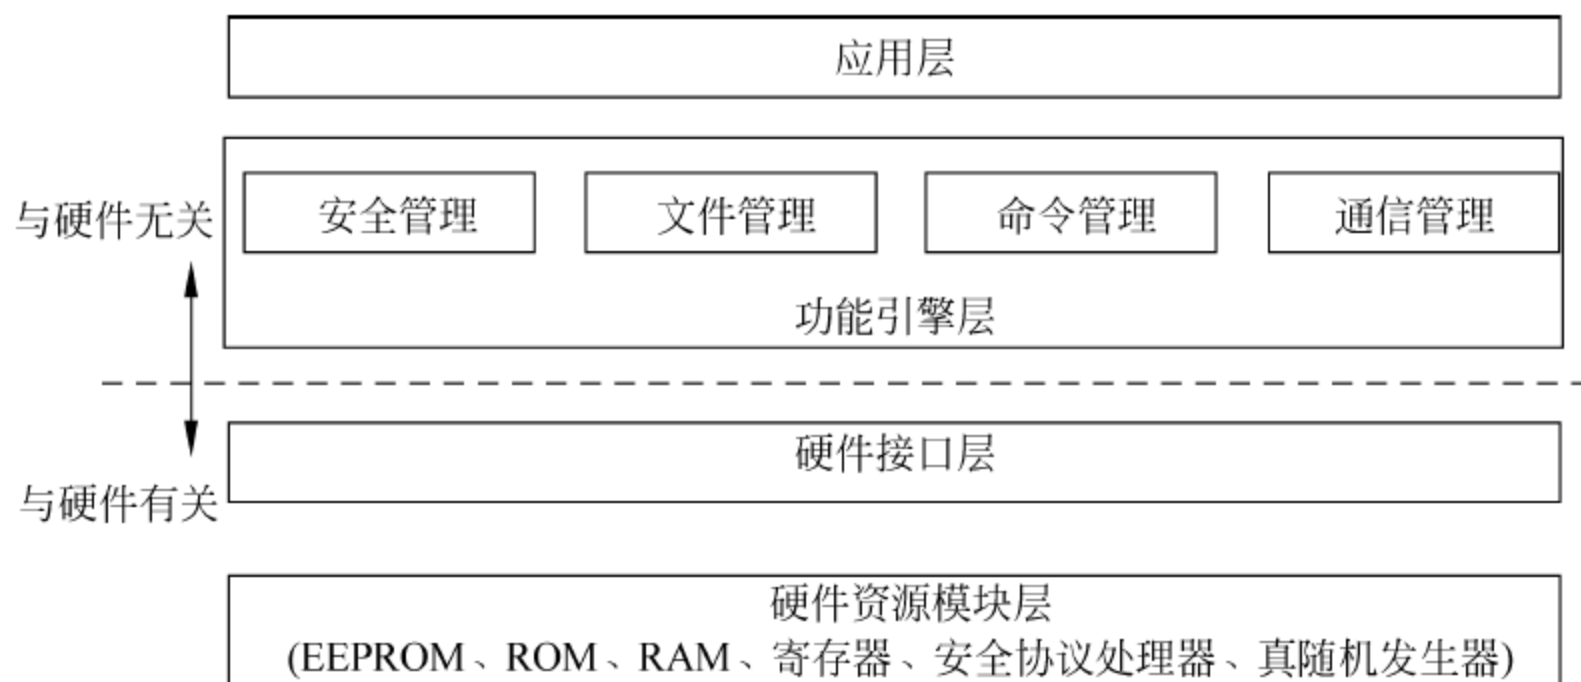 应用层
与硬件无关
安全管理
文件管理
命令管理
通信管理
功能引擎层
硬件接口层
与硬件有关
硬件资源模块层
(EEPROM、ROM、RAM、寄存器、安全协议处理器、真随机发生器)